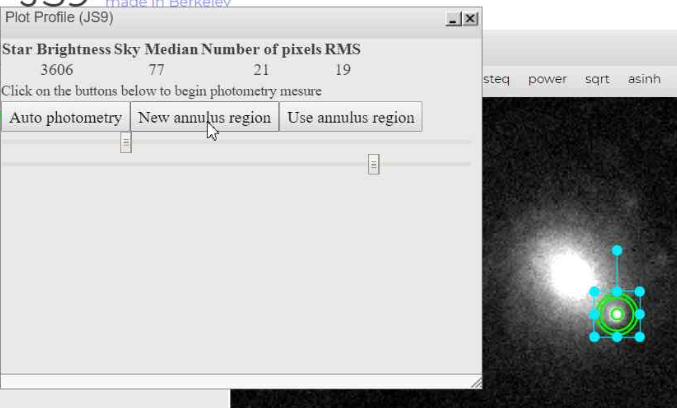 JS9 made in Berkeley
Plot Profile (JS9)
Star Brightness Sky Median Number of pixels RMS
3606 77 21 19
Click on the buttons below to begin photometry mesure
Auto photometry New annulus region Use annulus region
steq power sqrt asinh